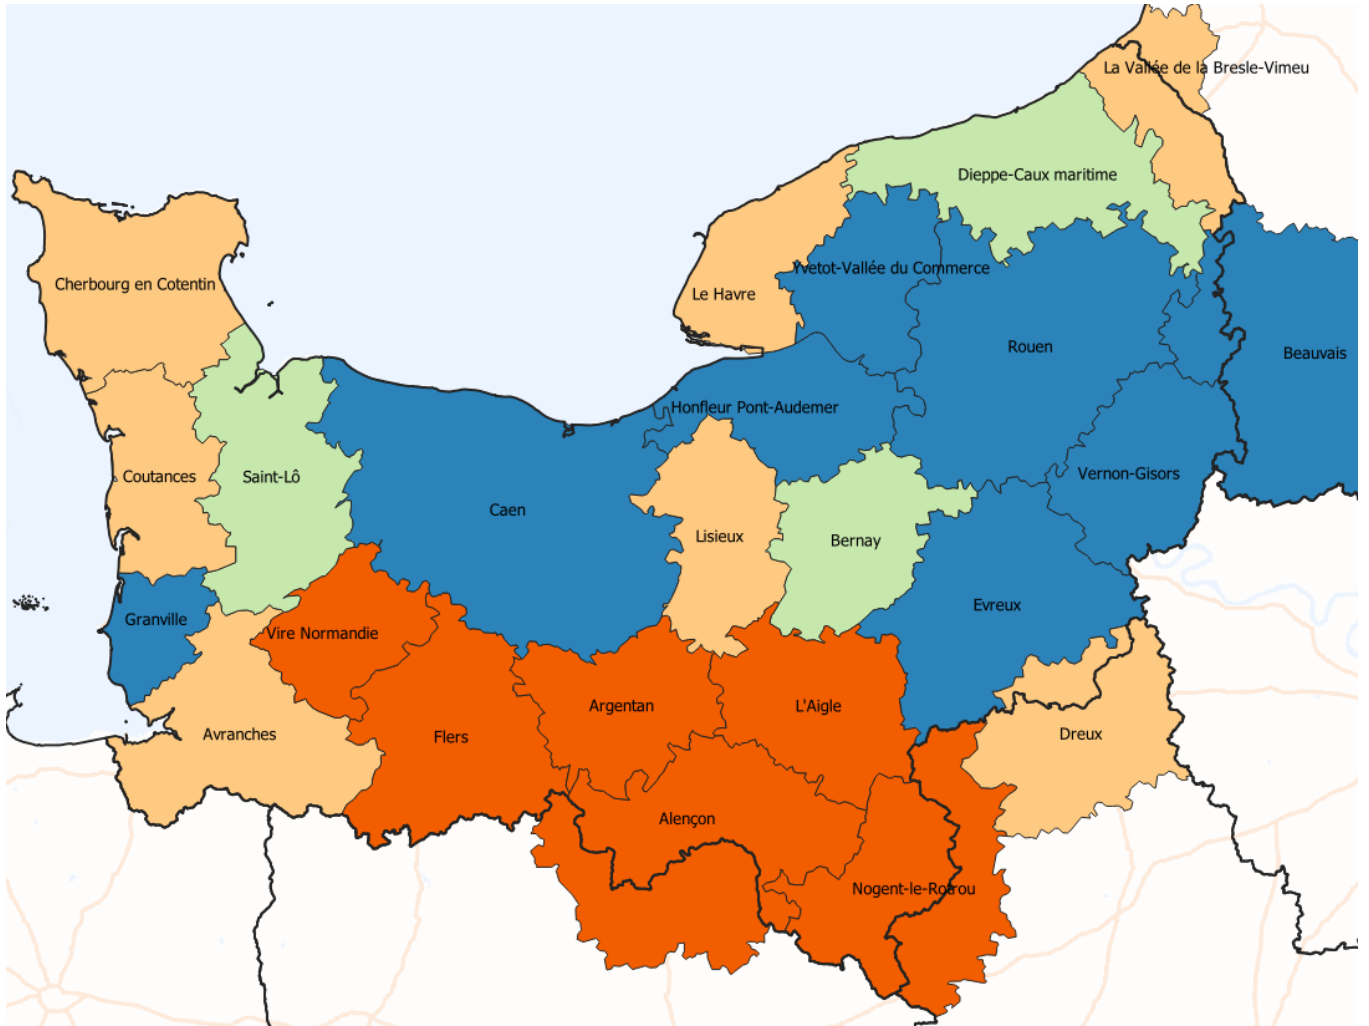 La Vallée de la Bresle-Vimeu
Dieppe-Caux maritime
Yvetot-Vallée du Commerce
Cherbourg en Cotentin
Le Havre
Rouen
Beauvais
Honfleur Pont-Audemer
Coutances
Saint-Lô
Vernon-Gisors
Caen
Lisieux
Bernay
Granville
Evreux
Vire Normandie
Argentan
L'Aigle
Avranches
Flers
Dreux
Alençon
Nogent-le-Rotrou